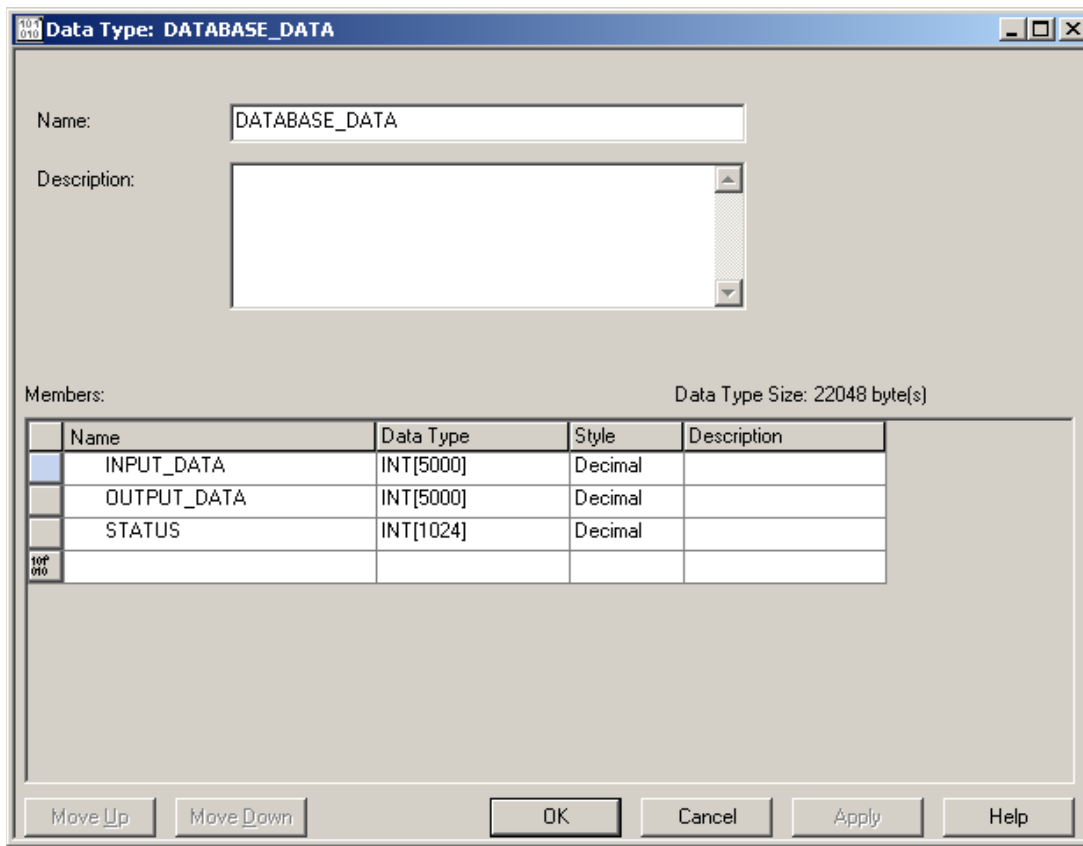 Data Type: DATABASE_DATA
Name:
DATABASE_DATA
Description:
Members:
Data Type Size: 22048 byte(s)
Name Data Type Style Description
INPUT_DATA INT[5000] Decimal
OUTPUT_DATA INT[5000] Decimal
STATUS INT[1024] Decimal
Move Up Move Down OK Cancel Apply Help